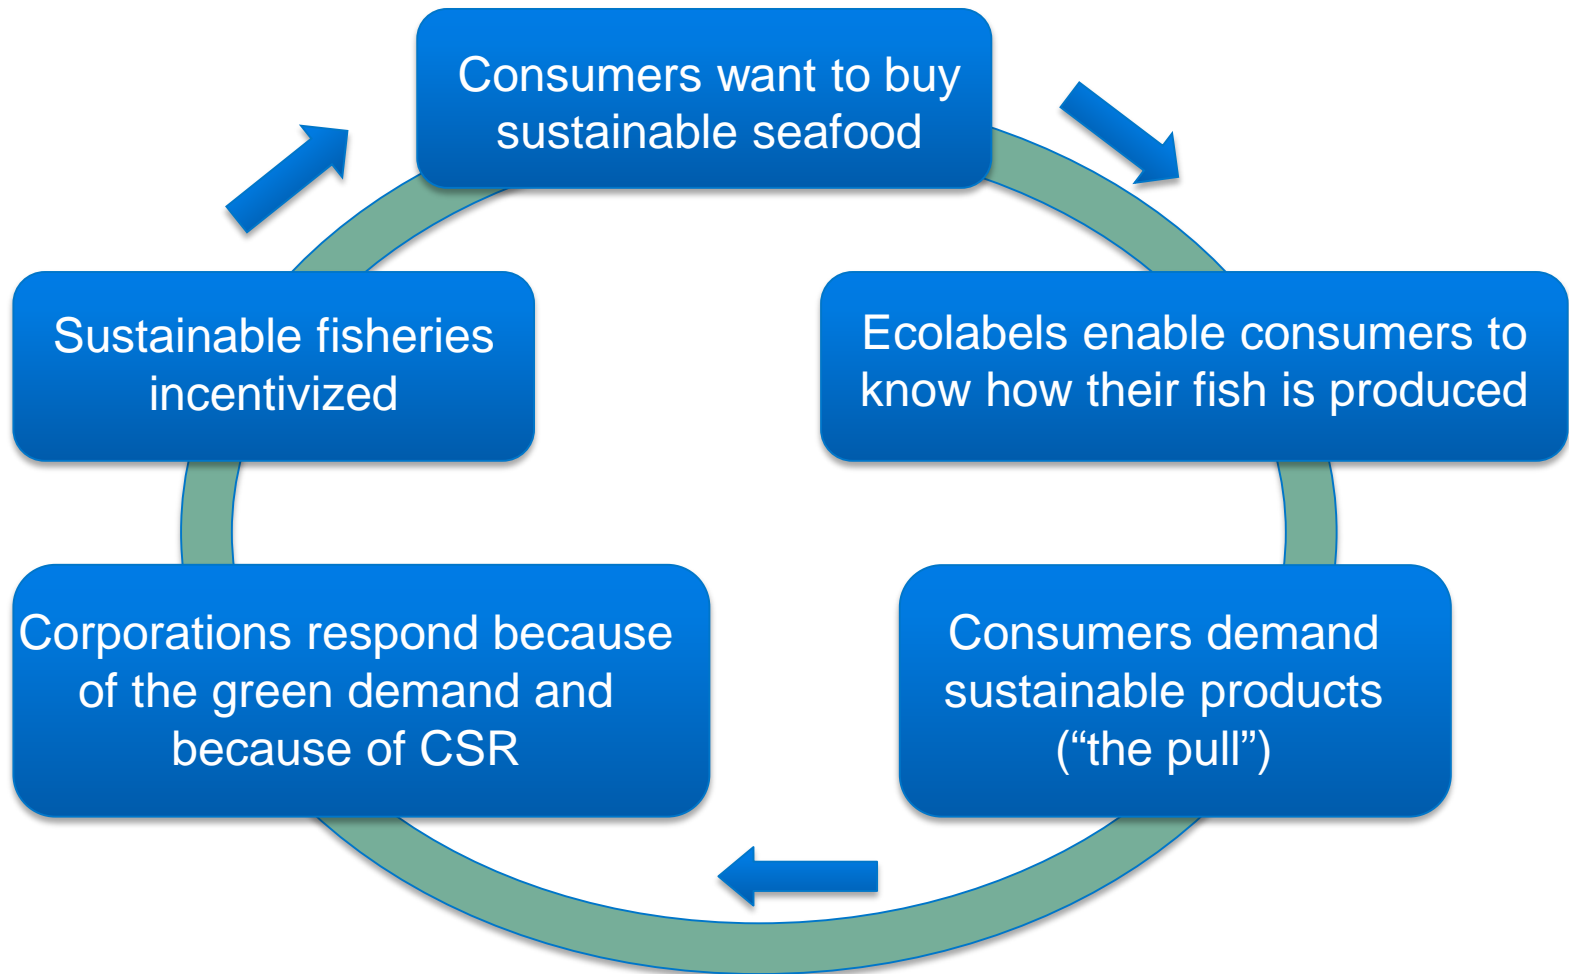 Consumers want to buy
sustainable seafood
Ecolabels enable consumers to
know how their fish is produced
Consumers demand
sustainable products
(“the pull”)
Corporations respond because
of the green demand and
because of CSR
Sustainable fisheries
incentivized